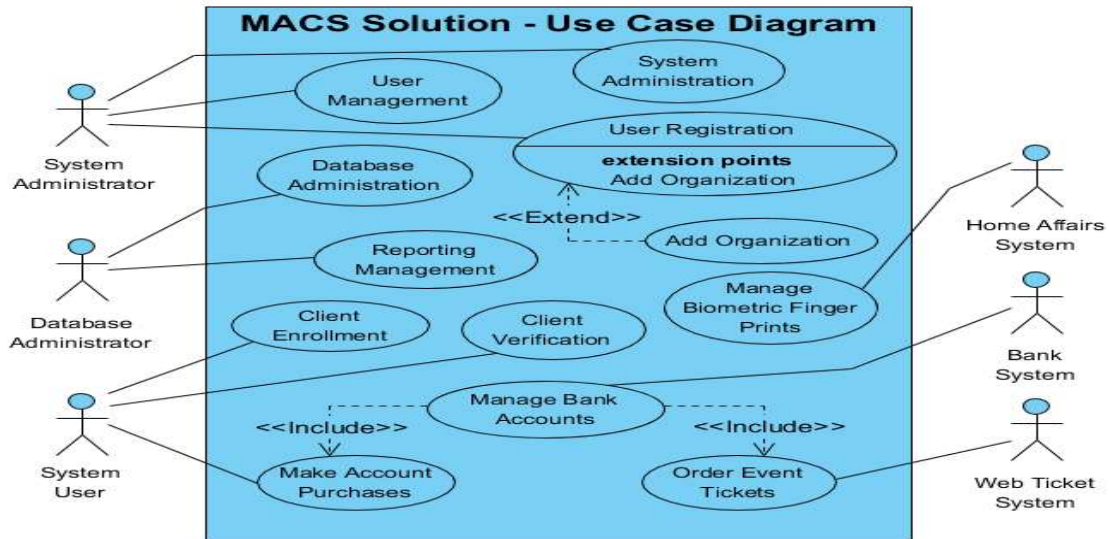 MACS Solution - Use Case Diagram
System
Administration
User
Management
User Registration
extension points
Add Organization
System
Administrator
Database
Administration
<<Extend>>
Home Affairs
System
Add Organization
Reporting
Management
Manage
Biometric Finger
Prints
Database
Administrator
Client
Enrollment
Client
Verification
Bank
System
Manage Bank
Accounts
<<Include>>
<<Include>>
System
User
Make Account
Purchases
Order Event
Tickets
Web Ticket
System